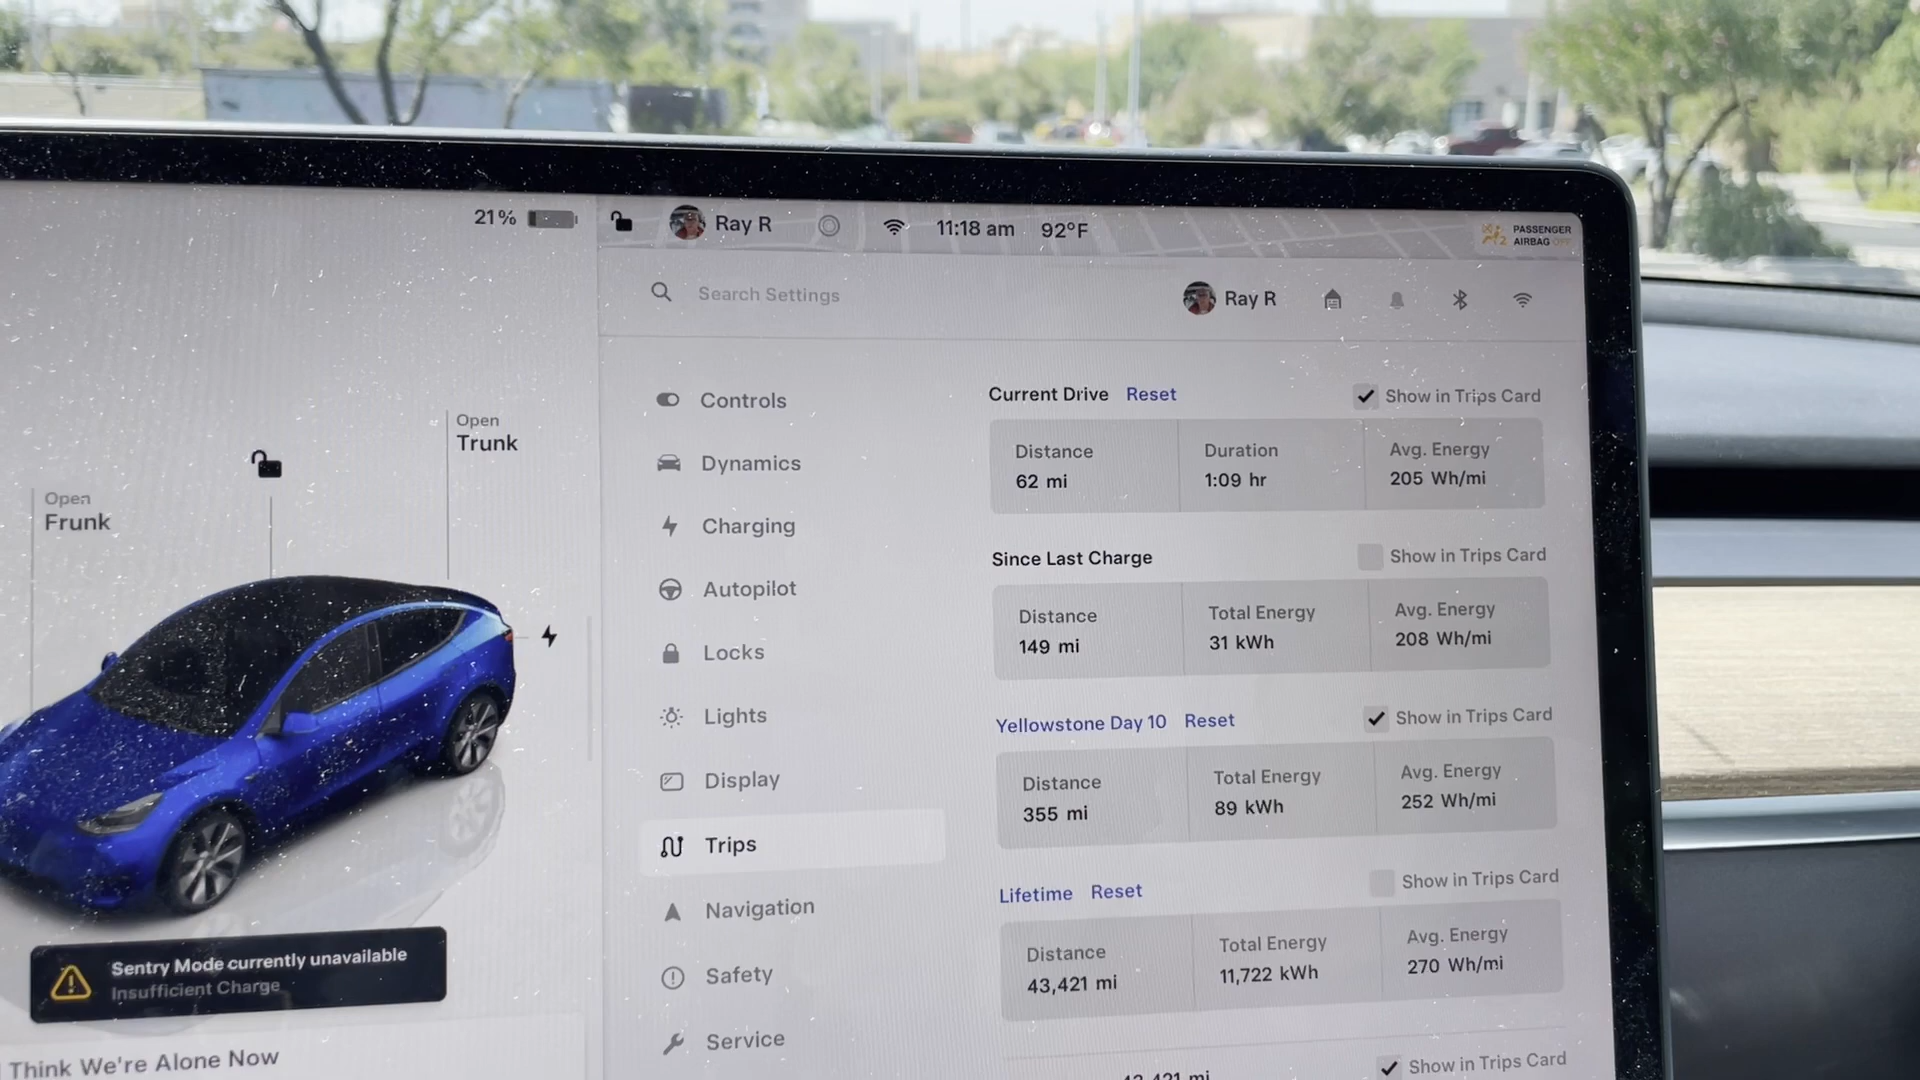 21%
Ray R
11:18 am
92°F
PASSENGER
AIRBAG OFF
Search Settings
Ray R
Open
Trunk
Open
Frunk
Sentry Mode currently unavailable
Insufficient Charge
Think We're Alone Now
Controls
Dynamics
Charging
Autopilot
Locks
Lights
Display
Trips
Navigation
Safety
Service
Current Drive Reset
Show in Trips Card
Distance
62 mi
Duration
1:09 hr
Avg. Energy
205 Wh/mi
Since Last Charge
Show in Trips Card
Distance
149 mi
Total Energy
31 kWh
Avg. Energy
208 Wh/mi
Yellowstone Day 10 Reset
Show in Trips Card
Distance
355 mi
Total Energy
89 kWh
Avg. Energy
252 Wh/mi
Lifetime Reset
Show in Trips Card
Distance
43,421 mi
Total Energy
11,722 kWh
Avg. Energy
270 Wh/mi
Show in Trips Card